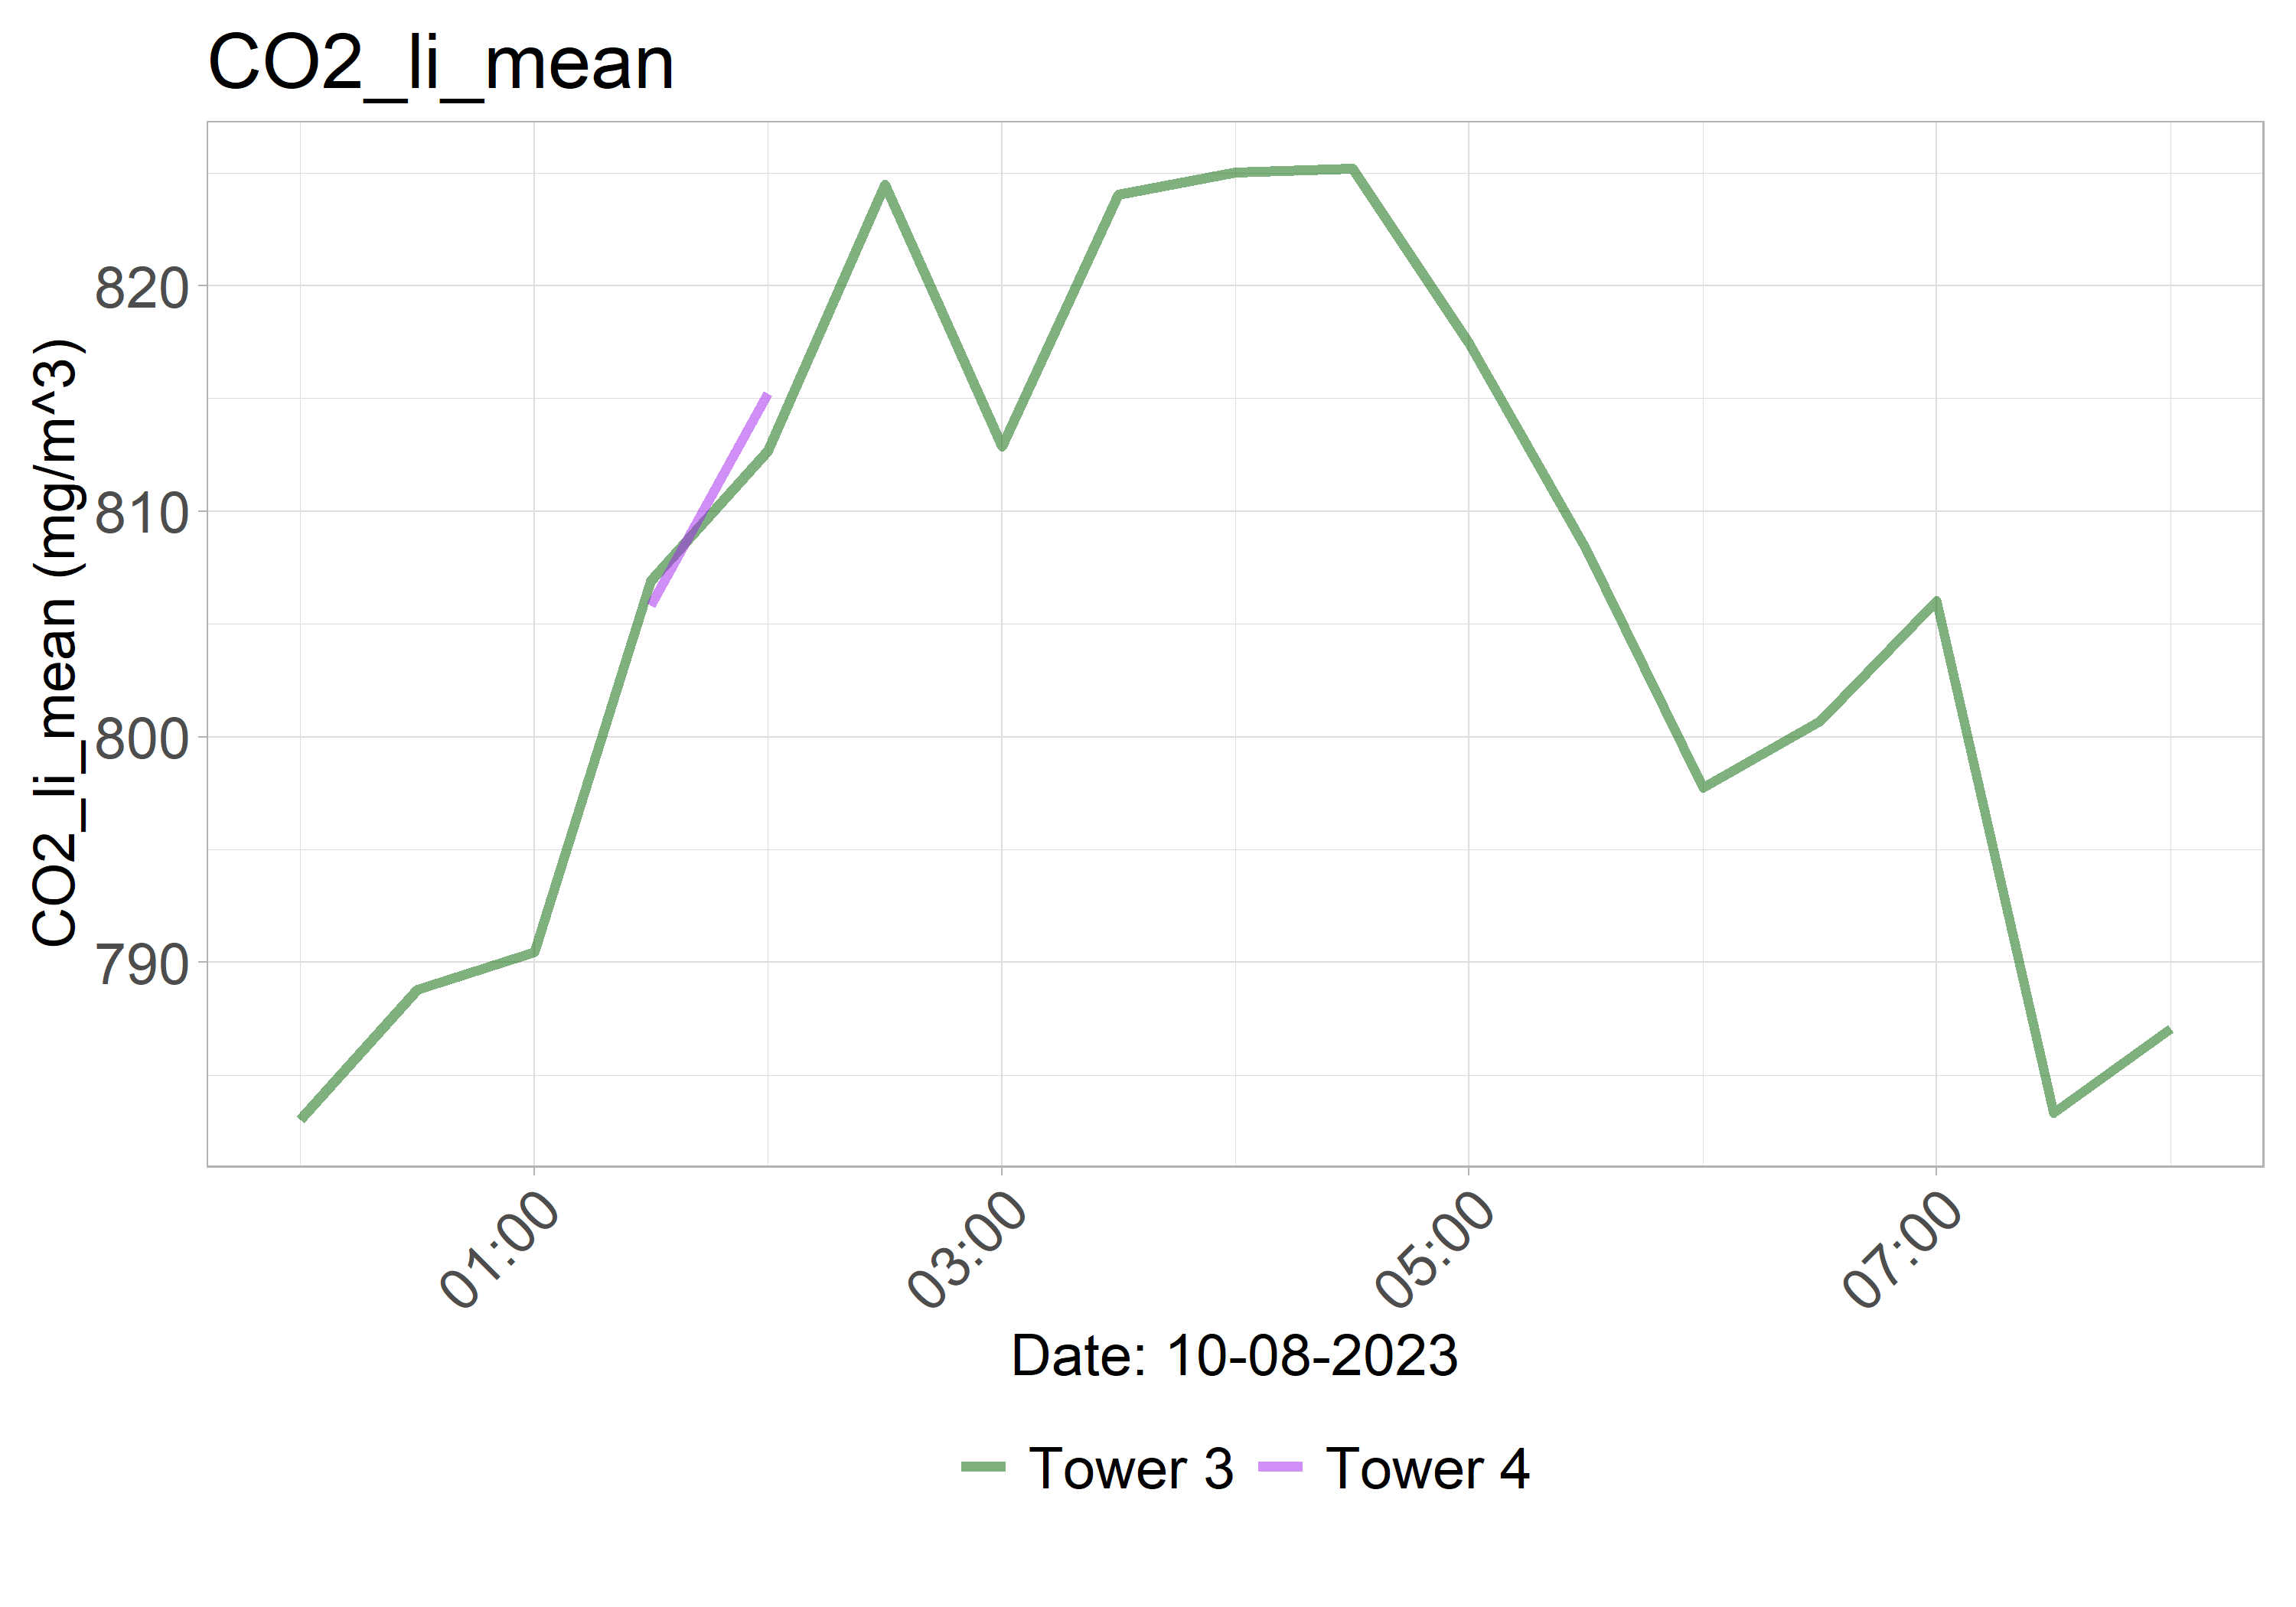 CO2_li_mean
CO2_li_mean (mg/m^3)
820
810
800
790
01:00
03:00
05:00
07:00
Date: 10-08-2023
Tower 3
Tower 4